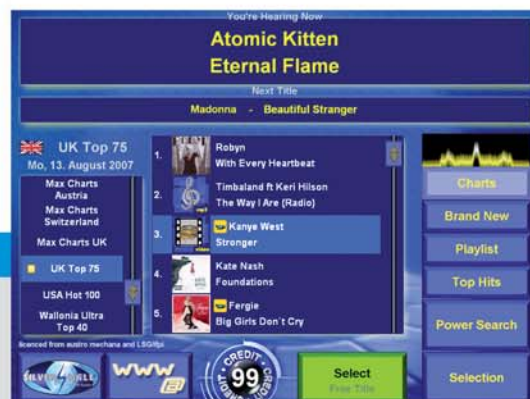 You're Hearing Now
Atomic Kitten
Eternal Flame
Next Title
Madonna - Beautiful Stranger
UK Top 75
Mo, 13. August 2007
Max Charts
Austria
Max Charts
Switzerland
Max Charts UK
UK Top 75
USA Hot 100
Wallonia Ultra
Top 40
1. Robyn
With Every Heartbeat
2. Timbaland ft Keri Hilson
The Way I Are (Radio)
3. Kanye West
Stronger
4. Kate Nash
Foundations
5. Fergie
Big Girls Don't Cry
Charts
Brand New
Playlist
Top Hits
Power Search
Selection
licenced from austro mechana and LSG/ifpi
SILVERBALL
WWW
CREDIT
99
CREDIT
Select
Free Title